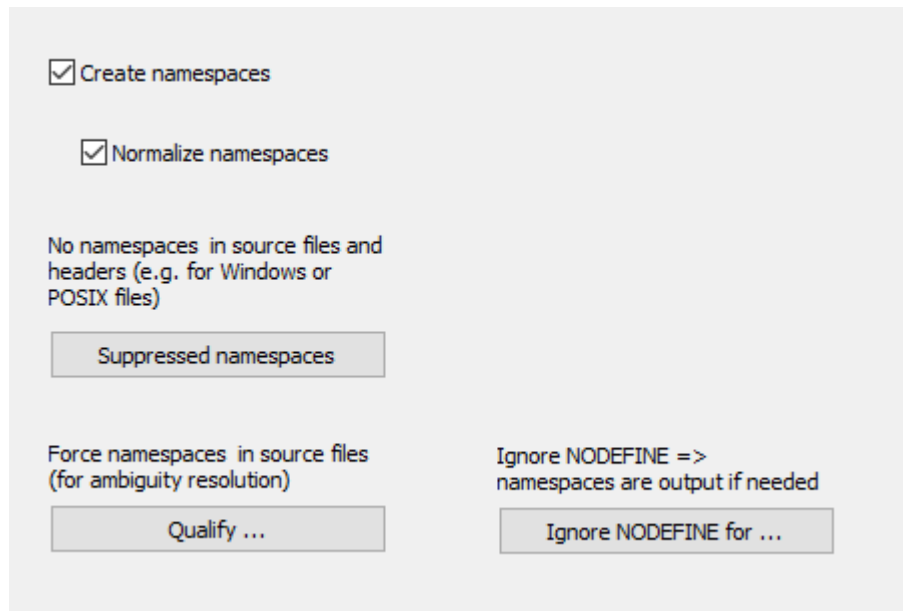 Create namespaces
Normalize namespaces
No namespaces  in source files and
headers (e.g. for Windows or
POSIX files)
Suppressed namespaces
Force namespaces  in source files
(for ambiguity resolution)
Qualify ...
Ignore NODEFINE =>
namespaces are output if needed
Ignore NODEFINE for ...